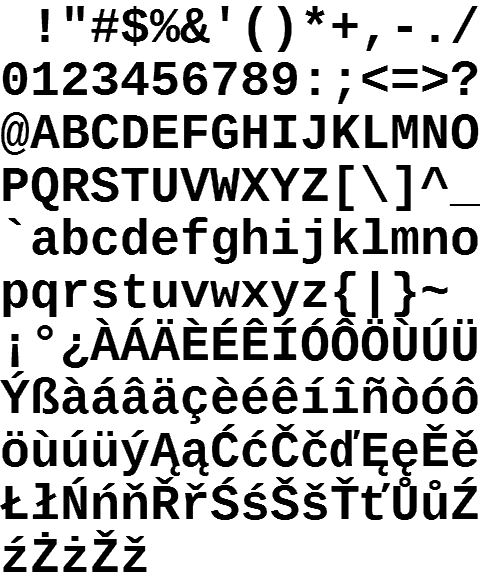 !"#$%&'()*+,-./
0123456789:;<=>?
@ABCDEFGHIJKLMNO
PQRSTUVWXYZ[\]^_
`abcdefghijklmno
pqrstuvwxyz{|}~
¡°¿ÀÁÄÈÉÊÍÓÔÖÙÚÜ
Ýßàáâäçèéêíîñòóô
öùúüýĄąĆćČčďĘęĚě
ŁłŃńňŘřŚśŠšŤťŮůŹ
źŻżŽž